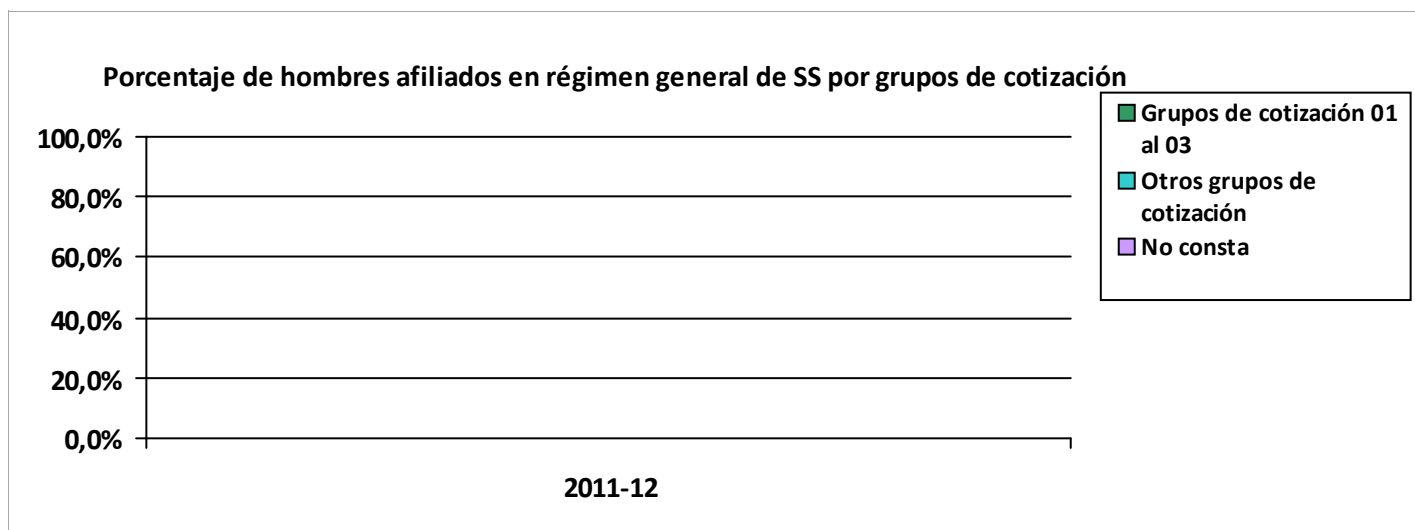 Porcentaje de hombres afiliados en régimen general de SS por grupos de cotización
100,0%
80,0%
60,0%
40,0%
20,0%
0,0%
2011-12
Grupos de cotización 01
al 03
Otros grupos de
cotización
No consta